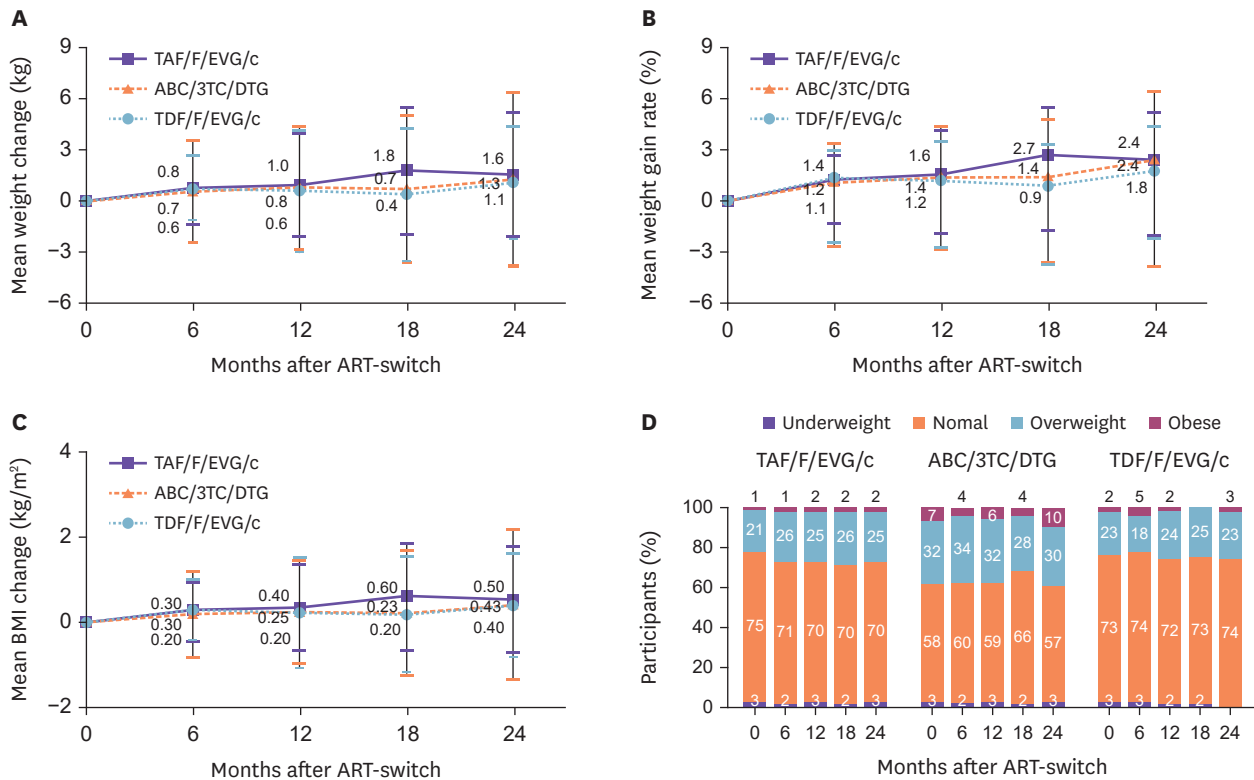 A
Mean weight change (kg)
9
6
3
0
−3
−6
TAF/F/EVG/c
ABC/3TC/DTG
TDF/F/EVG/c
0.8
0.7
0.6
1.0
0.8
0.6
1.8
0.7
0.4
1.6
1.3
1.1
0 6 12 18 24
Months after ART-switch
B
Mean weight gain rate (%)
9
6
3
0
−3
−6
TAF/F/EVG/c
ABC/3TC/DTG
TDF/F/EVG/c
1.4
1.2
1.1
1.6
1.4
1.2
2.7
1.4
0.9
2.4
2.4
1.8
0 6 12 18 24
Months after ART-switch
C
Mean BMI change (kg/m²)
4
2
0
−2
TAF/F/EVG/c
ABC/3TC/DTG
TDF/F/EVG/c
0.30
0.30
0.20
0.40
0.25
0.20
0.60
0.23
0.20
0.50
0.43
0.40
0 6 12 18 24
Months after ART-switch
D
Underweight Nomal Overweight Obese
TAF/F/EVG/c ABC/3TC/DTG TDF/F/EVG/c
Participants (%)
100
80
60
40
20
0
1 1 2 2 2
21 26 25 26 25
75 71 70 70 70
3 2 3 2 3
0 6 12 18 24
7 4 6 4 10
32 34 32 28 30
58 60 59 66 57
3 2 3 2 3
0 6 12 18 24
2 5 2 3
23 18 24 25 23
73 74 72 73 74
3 3 2 2
0 6 12 18 24
Months after ART-switch